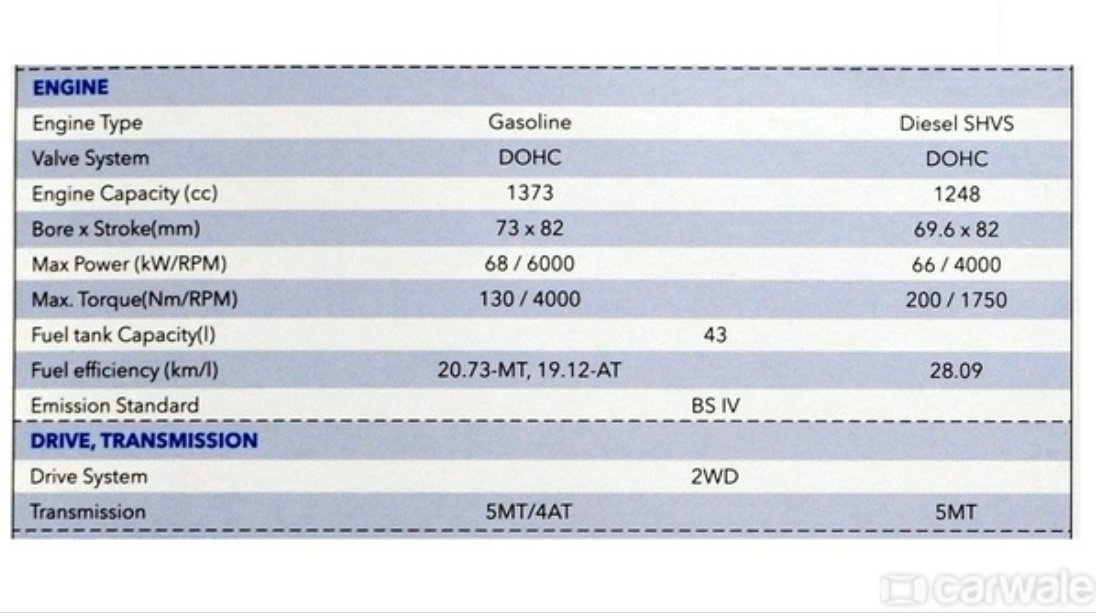 ENGINE
Engine Type Gasoline Diesel SHVS
Valve System DOHC DOHC
Engine Capacity (cc) 1373 1248
Bore x Stroke(mm) 73 x 82 69.6 x 82
Max Power (kW/RPM) 68 / 6000 66 / 4000
Max. Torque(Nm/RPM) 130 / 4000 200 / 1750
Fuel tank Capacity(l) 43
Fuel efficiency (km/l) 20.73-MT, 19.12-AT 28.09
Emission Standard BS IV
DRIVE, TRANSMISSION
Drive System 2WD
Transmission 5MT/4AT 5MT
carwale